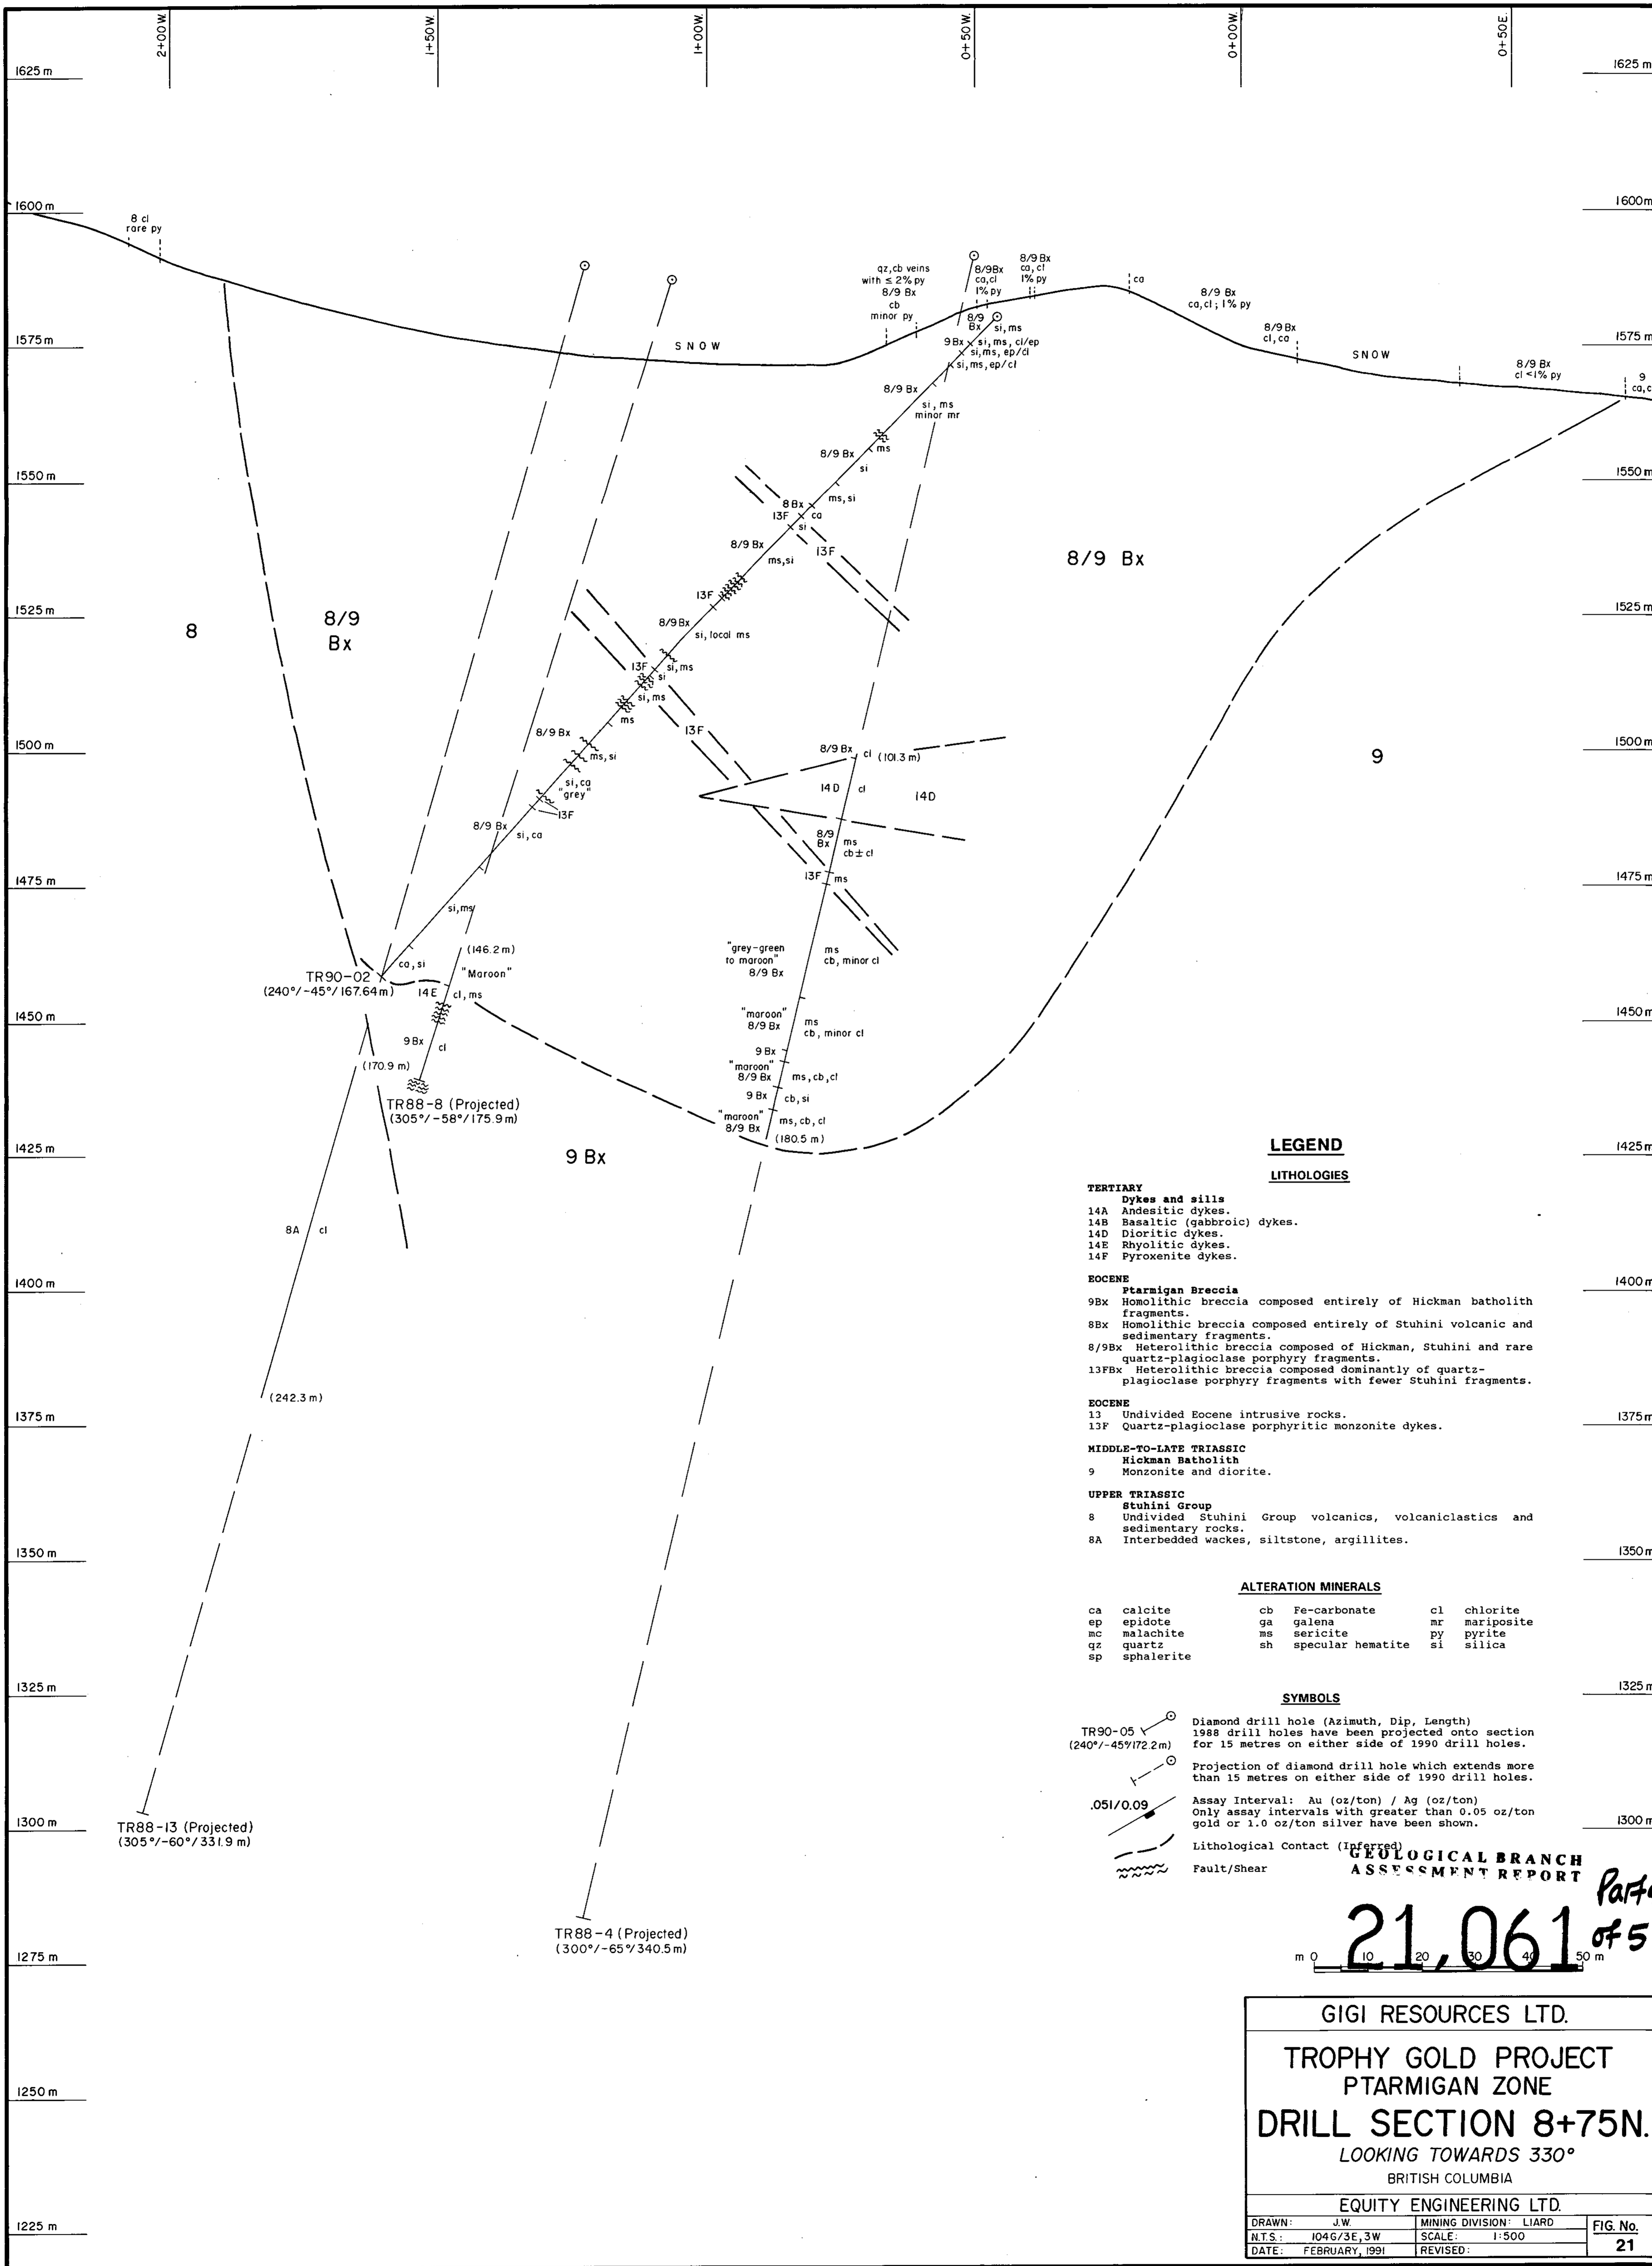 2+00W.
1+50W.
1+00W.
0+50W.
0+00W.
0+50E.
1625 m
1625 m
1600 m
1600 m
8 cl
rare py
qz,cb veins
with ≤ 2% py
8/9 Bx
cb
minor py
8/9Bx
ca,cl
1% py
8/9 Bx
ca, cl
1% py
ca
8/9 Bx
ca,cl; 1% py
8/9 Bx
cl, ca
SNOW
SNOW
8/9 Bx
cl <1% py
9
1575 m
1575 m
8/9
Bx
si, ms
9 Bx
si, ms, cl/ep
si,ms, ep/cl
si,ms,ep/cl
8/9 Bx
si, ms
minor mr
ms
8/9 Bx
si
1550 m
1550 m
ms,si
8 Bx
ca
13F
si
8/9 Bx
ms,si
13F
8/9 Bx
13F
8/9 Bx
si, local ms
1525 m
1525 m
8
8/9
Bx
13F
si,ms
si
si,ms
ms
13F
8/9 Bx
ms,si
1500 m
1500 m
9
8/9 Bx
cl
(101.3 m)
si,ca
"grey"
13F
14D
cl
14D
8/9 Bx
si,ca
8/9
Bx
ms
cb ± cl
1475 m
1475 m
13F
ms
si,ms
(146.2 m)
"grey-green
to maroon"
8/9 Bx
ms
cb, minor cl
ca,si
"Maroon"
TR90-02
(240°/-45°/167.64m)
14E
cl, ms
1450 m
1450 m
"maroon"
8/9 Bx
ms
cb, minor cl
9Bx
cl
9 Bx
(170.9 m)
"maroon"
8/9 Bx
ms,cb,cl
TR88-8 (Projected)
(305°/-58°/175.9m)
9 Bx
cb,si
"maroon"
8/9 Bx
ms, cb, cl
(180.5 m)
1425 m
1425 m
9 Bx
8A
cl
1400 m
1400 m
(242.3 m)
1375 m
1375 m
1350 m
1350 m
1325 m
1325 m
1300 m
1300 m
TR88-13 (Projected)
(305°/-60°/331.9 m)
TR88-4 (Projected)
(300°/-65°/340.5m)
1275 m
1250 m
1225 m
LEGEND
LITHOLOGIES
TERTIARY
Dykes and sills
14A Andesitic dykes.
14B Basaltic (gabbroic) dykes.
14D Dioritic dykes.
14E Rhyolitic dykes.
14F Pyroxenite dykes.
EOCENE
Ptarmigan Breccia
9Bx Homolithic breccia composed entirely of Hickman batholith
fragments.
8Bx Homolithic breccia composed entirely of Stuhini volcanic and
sedimentary fragments.
8/9Bx Heterolithic breccia composed of Hickman, Stuhini and rare
quartz-plagioclase porphyry fragments.
13FBx Heterolithic breccia composed dominantly of quartz-
plagioclase porphyry fragments with fewer Stuhini fragments.
EOCENE
13 Undivided Eocene intrusive rocks.
13F Quartz-plagioclase porphyritic monzonite dykes.
MIDDLE-TO-LATE TRIASSIC
Hickman Batholith
9 Monzonite and diorite.
UPPER TRIASSIC
Stuhini Group
8 Undivided Stuhini Group volcanics, volcaniclastics and
sedimentary rocks.
8A Interbedded wackes, siltstone, argillites.
ALTERATION MINERALS
ca calcite cb Fe-carbonate cl chlorite
ep epidote ga galena mr mariposite
mc malachite ms sericite py pyrite
qz quartz sh specular hematite si silica
sp sphalerite
SYMBOLS
TR90-05
(240°/-45°/172.2m)
Diamond drill hole (Azimuth, Dip, Length)
1988 drill holes have been projected onto section
for 15 metres on either side of 1990 drill holes.
Projection of diamond drill hole which extends more
than 15 metres on either side of 1990 drill holes.
.051/0.09
Assay Interval: Au (oz/ton) / Ag (oz/ton)
Only assay intervals with greater than 0.05 oz/ton
gold or 1.0 oz/ton silver have been shown.
Lithological Contact (Inferred)
Fault/Shear
GEOLOGICAL BRANCH
ASSESSMENT REPORT
21,061
Part
of 5
m 0 10 20 30 40 50 m
GIGI RESOURCES LTD.
TROPHY GOLD PROJECT
PTARMIGAN ZONE
DRILL SECTION 8+75N.
LOOKING TOWARDS 330°
BRITISH COLUMBIA
EQUITY ENGINEERING LTD.
DRAWN: J.W. MINING DIVISION: LIARD
N.T.S.: 104G/3E,3W SCALE: 1:500
DATE: FEBRUARY, 1991 REVISED:
FIG. No.
21